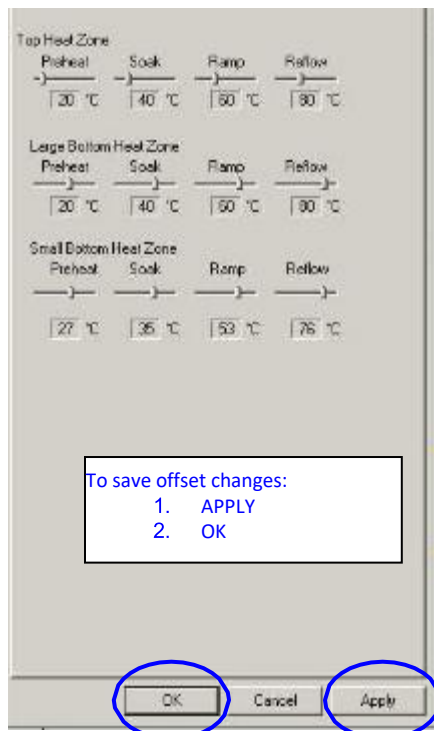 Top Heat Zone
Preheat Soak Ramp Reflow
20 °C 40 °C 60 °C 80 °C
Large Bottom Heat Zone
Preheat Soak Ramp Reflow
20 °C 40 °C 60 °C 80 °C
Small Bottom Heat Zone
Preheat Soak Ramp Reflow
27 °C 35 °C 53 °C 76 °C
To save offset changes:
1. APPLY
2. OK
OK Cancel Apply